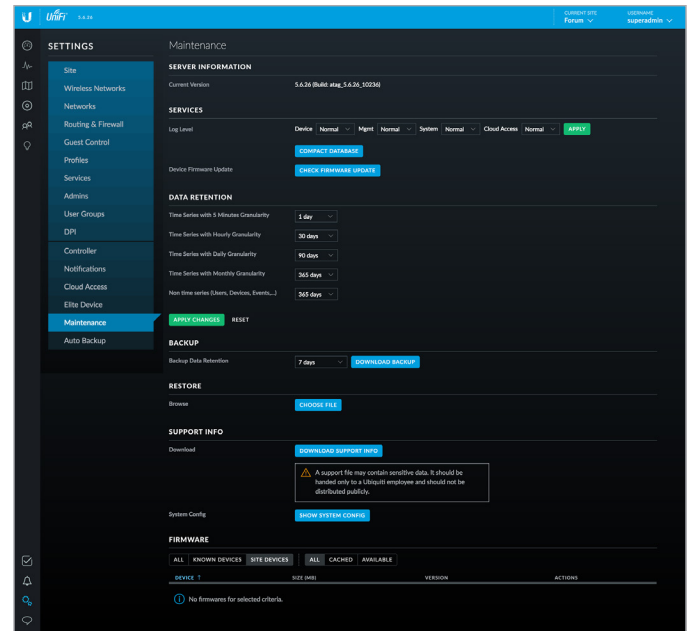 U UniFi 5.6.26
CURRENT SITE
Forum
USERNAME
superadmin
SETTINGS
Site
Wireless Networks
Networks
Routing & Firewall
Guest Control
Profiles
Services
Admins
User Groups
DPI
Controller
Notifications
Cloud Access
Elite Device
Maintenance
Auto Backup
Maintenance
SERVER INFORMATION
Current Version 5.6.26 (Build: atag_5.6.26_10236)
SERVICES
Log Level Device Normal Mgmt Normal System Normal Cloud Access Normal APPLY
COMPACT DATABASE
Device Firmware Update CHECK FIRMWARE UPDATE
DATA RETENTION
Time Series with 5 Minutes Granularity 1 day
Time Series with Hourly Granularity 30 days
Time Series with Daily Granularity 90 days
Time Series with Monthly Granularity 365 days
Non time series (Users, Devices, Events,...) 365 days
APPLY CHANGES RESET
BACKUP
Backup Data Retention 7 days DOWNLOAD BACKUP
RESTORE
Browse CHOOSE FILE
SUPPORT INFO
Download DOWNLOAD SUPPORT INFO
A support file may contain sensitive data. It should be
handed only to a Ubiquiti employee and should not be
distributed publicly.
System Config SHOW SYSTEM CONFIG
FIRMWARE
ALL KNOWN DEVICES SITE DEVICES ALL CACHED AVAILABLE
DEVICE ↑ SIZE (MB) VERSION ACTIONS
No firmwares for selected criteria.